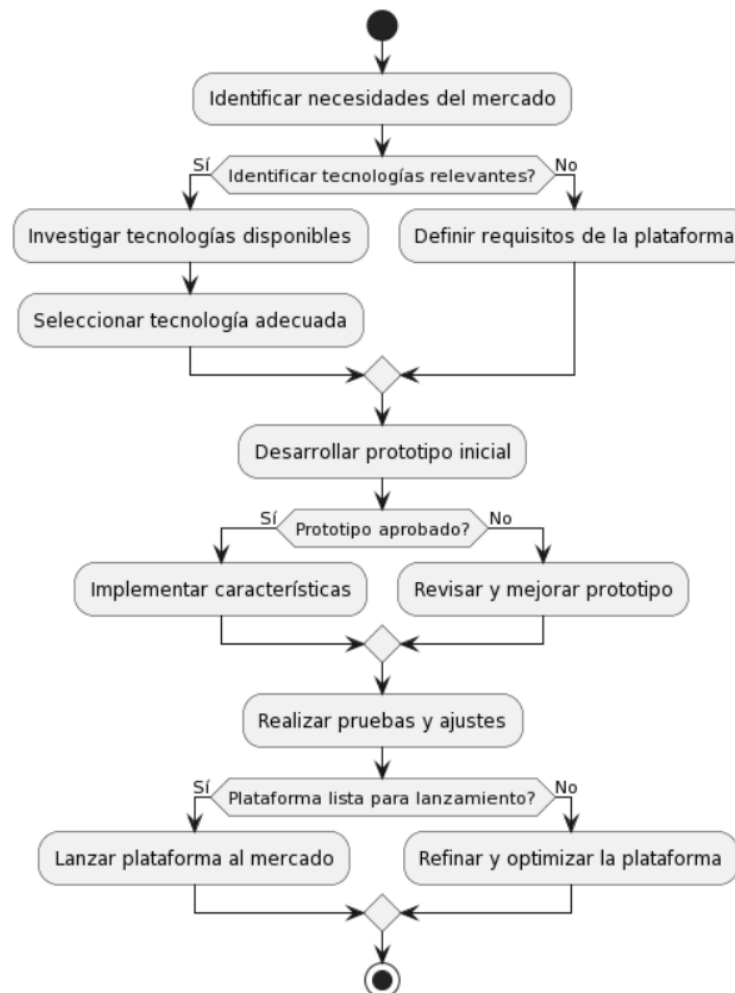 Identificar necesidades del mercado
Sí
Identificar tecnologías relevantes?
No
Investigar tecnologías disponibles
Definir requisitos de la plataforma
Seleccionar tecnología adecuada
Desarrollar prototipo inicial
Sí
Prototipo aprobado?
No
Implementar características
Revisar y mejorar prototipo
Realizar pruebas y ajustes
Sí
Plataforma lista para lanzamiento?
No
Lanzar plataforma al mercado
Refinar y optimizar la plataforma